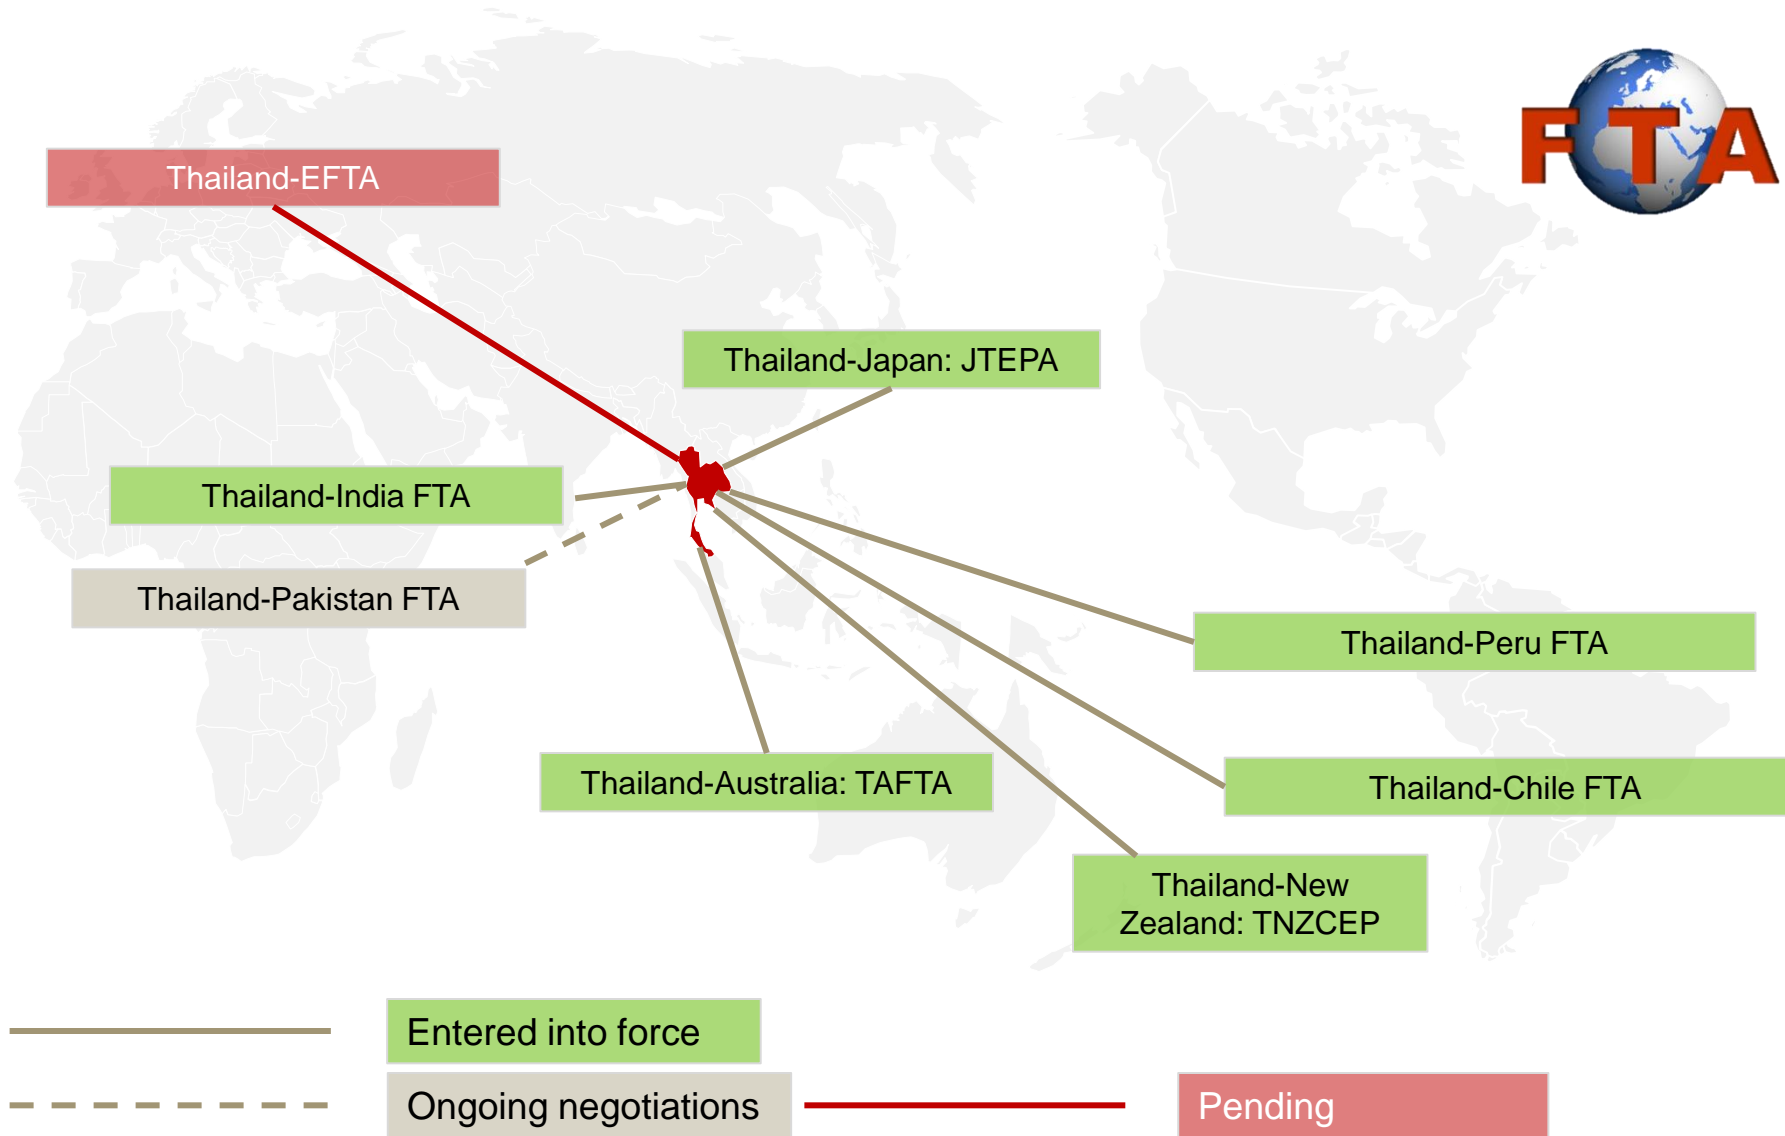 FTA
Thailand-EFTA
Thailand-Japan: JTEPA
Thailand-India FTA
Thailand-Pakistan FTA
Thailand-Peru FTA
Thailand-Australia: TAFTA
Thailand-Chile FTA
Thailand-New
Zealand: TNZCEP
Entered into force
Ongoing negotiations
Pending